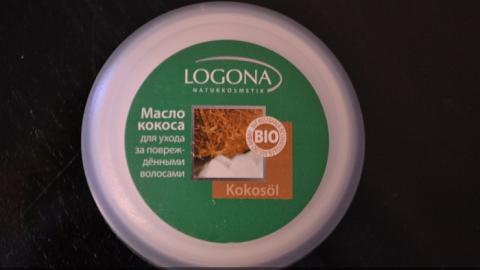 LOGONA
NATURKOSMETIK
Масло
кокоса
для ухода
за повреж-
дёнными
волосами
BIO
Kokosöl